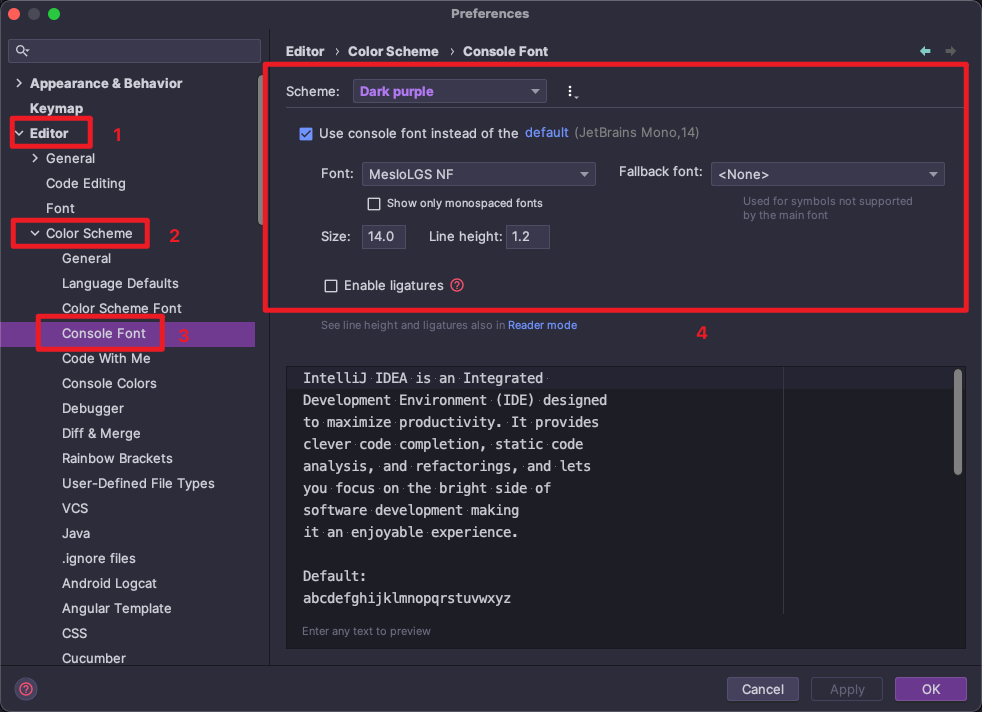 Preferences
Editor › Color Scheme › Console Font
Appearance & Behavior
Keymap
Editor
1
General
Code Editing
Font
Color Scheme
2
General
Language Defaults
Color Scheme Font
Console Font
3
Code With Me
Console Colors
Debugger
Diff & Merge
Rainbow Brackets
User-Defined File Types
VCS
Java
.ignore files
Android Logcat
Angular Template
CSS
Cucumber
Scheme: Dark purple
Use console font instead of the default (JetBrains Mono,14)
Font: MesloLGS NF
Fallback font: <None>
Show only monospaced fonts
Used for symbols not supported
by the main font
Size: 14.0 Line height: 1.2
Enable ligatures
See line height and ligatures also in Reader mode
4
IntelliJ IDEA is an Integrated
Development Environment (IDE) designed
to maximize productivity. It provides
clever code completion, static code
analysis, and refactorings, and lets
you focus on the bright side of
software development making
it an enjoyable experience.
Default:
abcdefghijklmnopqrstuvwxyz
Enter any text to preview
Cancel Apply OK